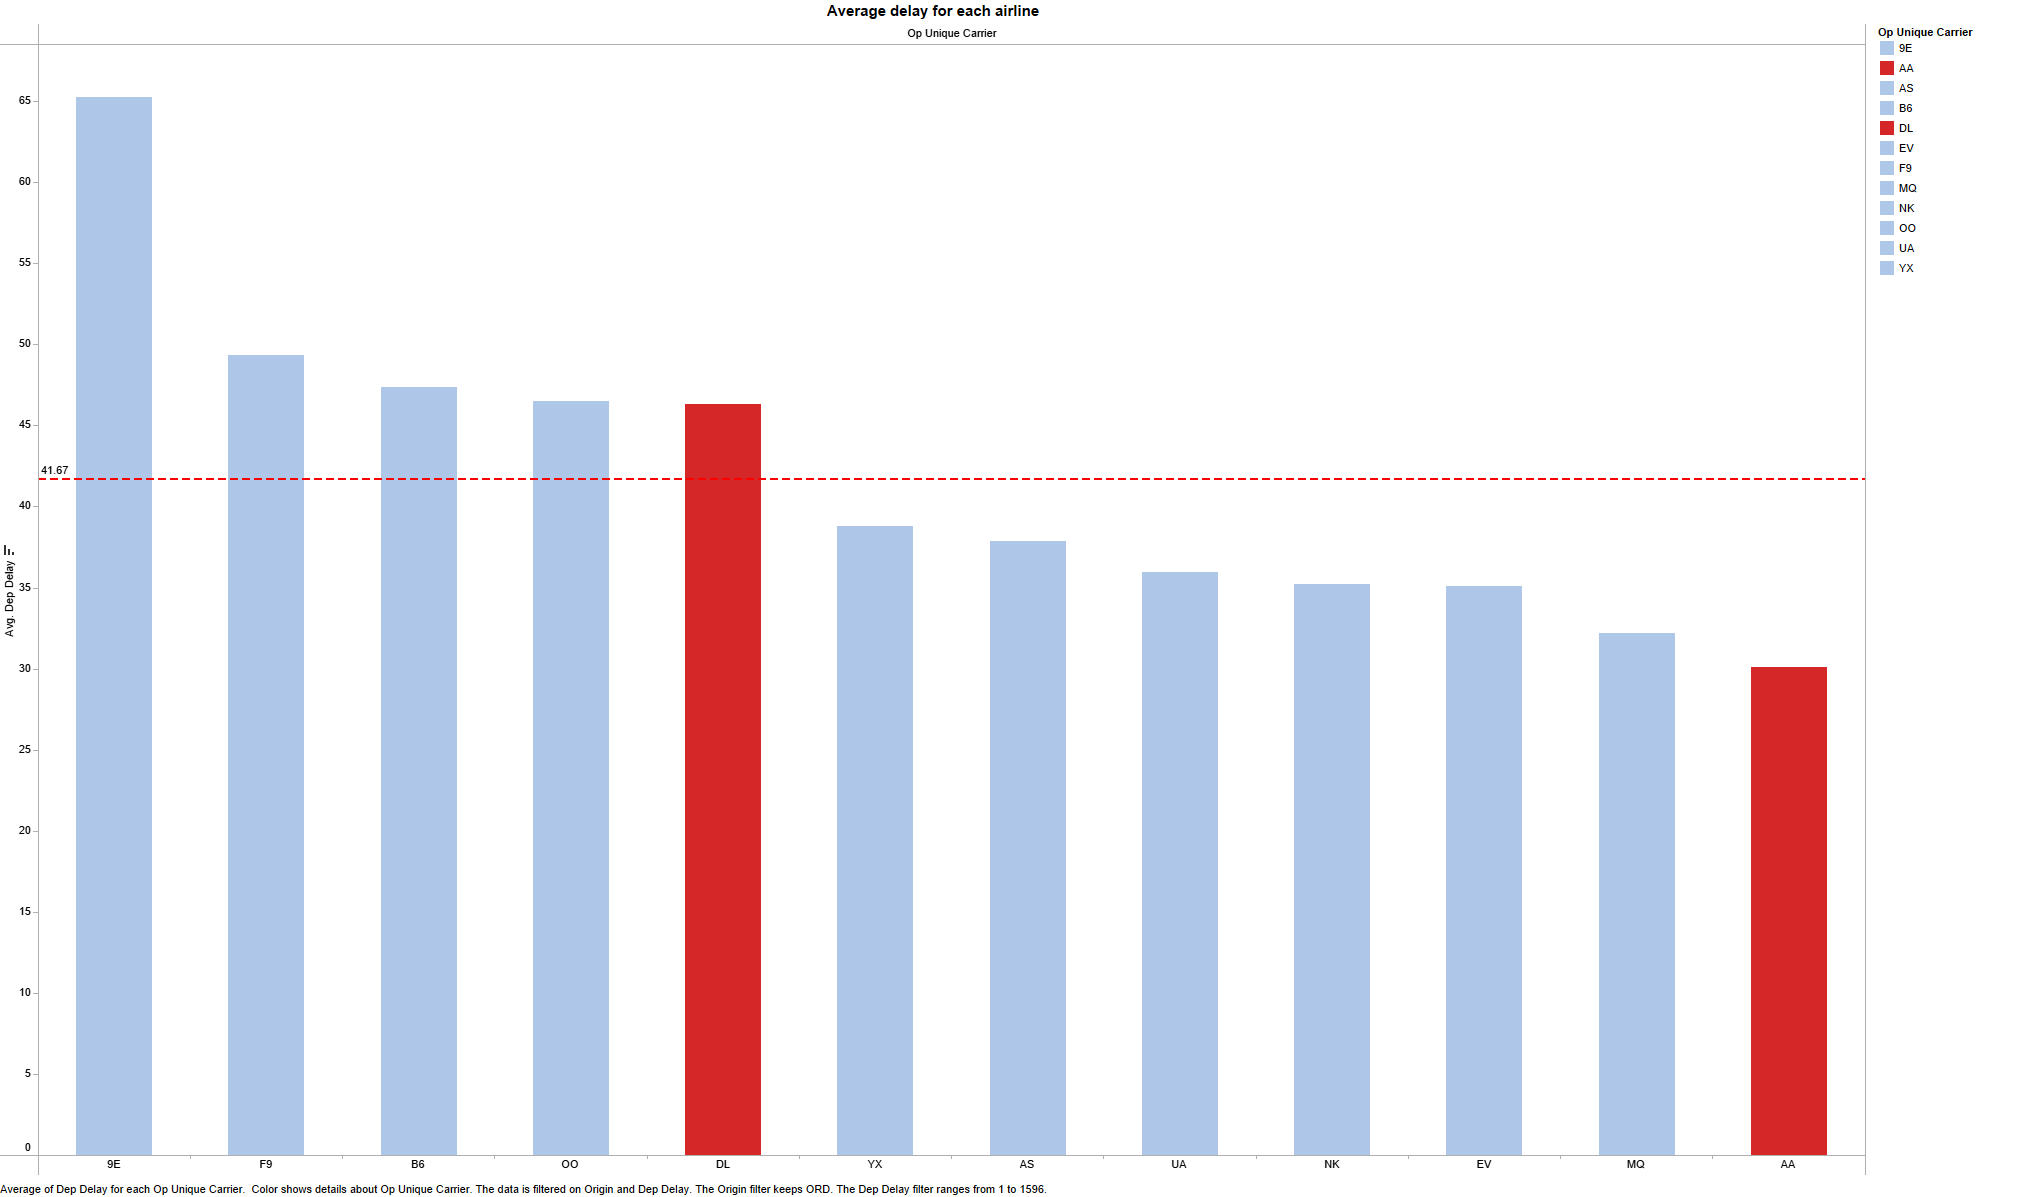 Average delay for each airline
Op Unique Carrier
Op Unique Carrier
9E
AA
AS
B6
DL
EV
F9
MQ
NK
OO
UA
YX
65
60
55
50
45
41.67
40
35
30
25
20
15
10
5
0
Avg. Dep Delay
9E F9 B6 OO DL YX AS UA NK EV MQ AA
Average of Dep Delay for each Op Unique Carrier.  Color shows details about Op Unique Carrier. The data is filtered on Origin and Dep Delay. The Origin filter keeps ORD. The Dep Delay filter ranges from 1 to 1596.